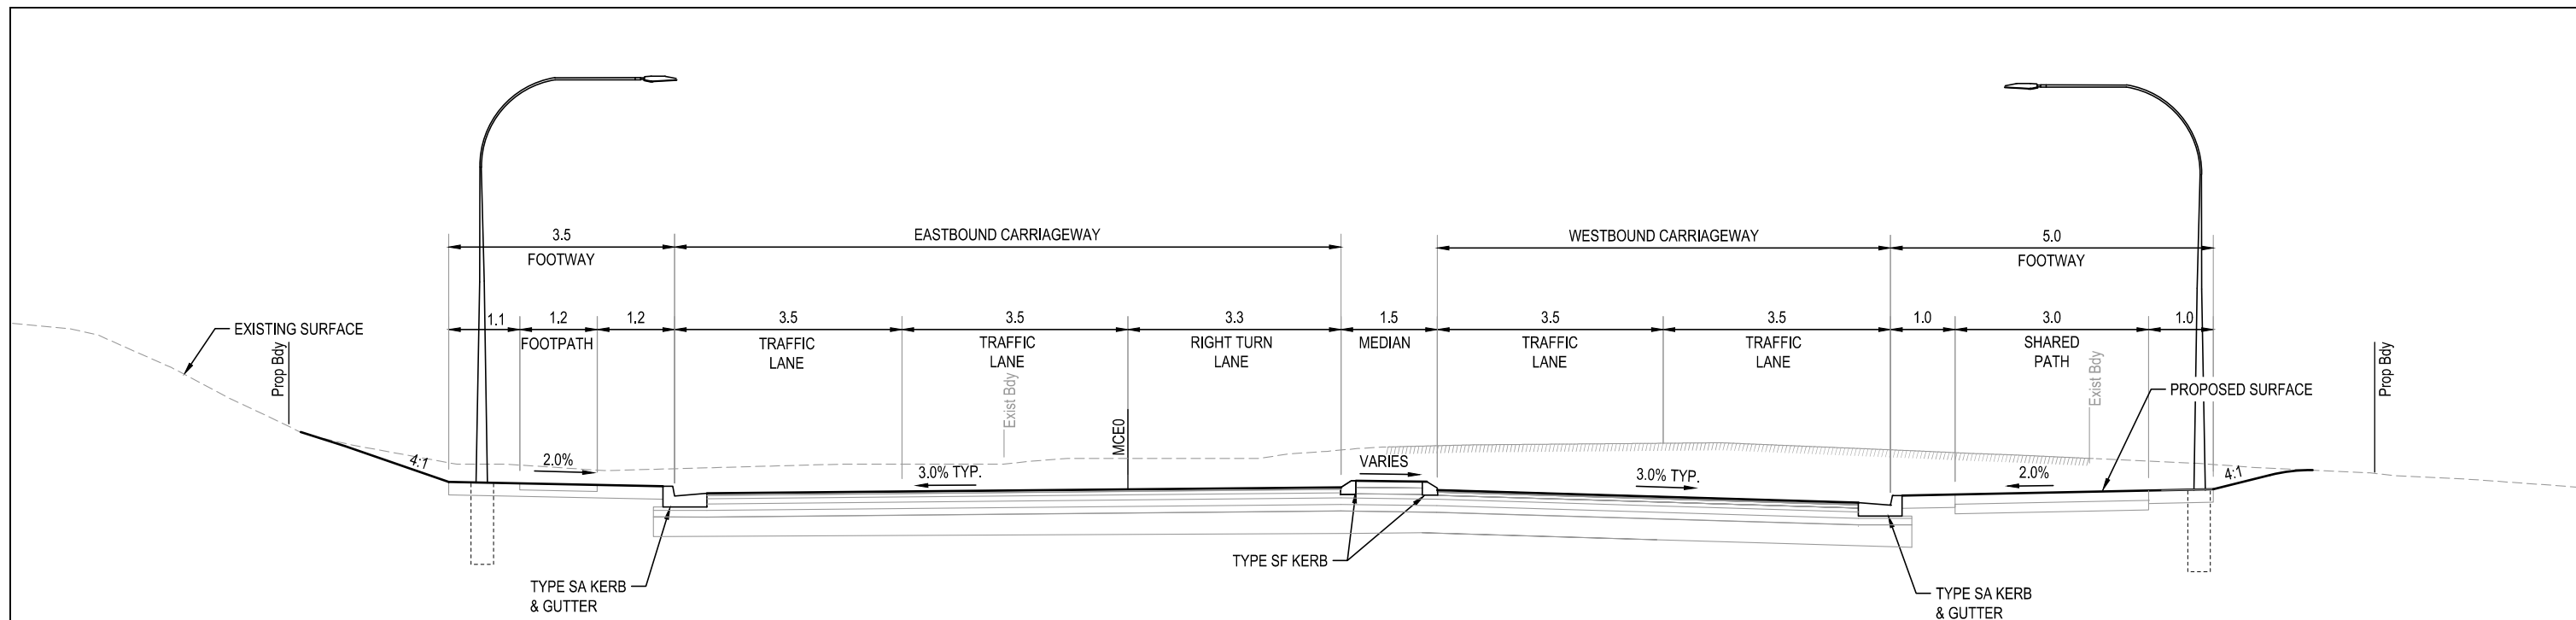 3.5
EASTBOUND CARRIAGEWAY
WESTBOUND CARRIAGEWAY
5.0
FOOTWAY
FOOTWAY
1.1
1.2
1.2
3.5
3.5
3.3
1.5
3.5
3.5
1.0
3.0
1.0
EXISTING SURFACE
FOOTPATH
TRAFFIC
LANE
TRAFFIC
LANE
RIGHT TURN
LANE
MEDIAN
TRAFFIC
LANE
TRAFFIC
LANE
SHARED
PATH
Prop Bdy
Exist Bdy
MCE0
Exist Bdy
Prop Bdy
PROPOSED SURFACE
4:1
2.0%
3.0% TYP.
VARIES
3.0% TYP.
2.0%
4:1
TYPE SA KERB
& GUTTER
TYPE SF KERB
TYPE SA KERB
& GUTTER